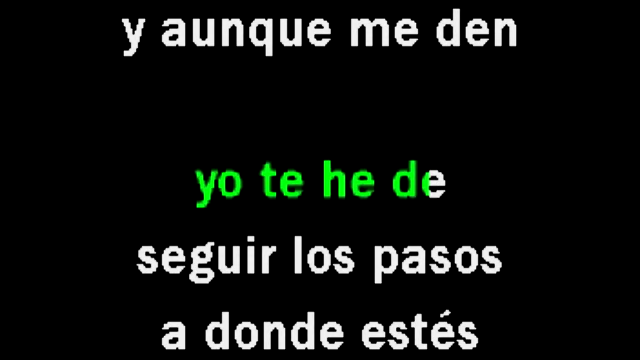 y aunque me den
yo te he de
seguir los pasos
a donde estés